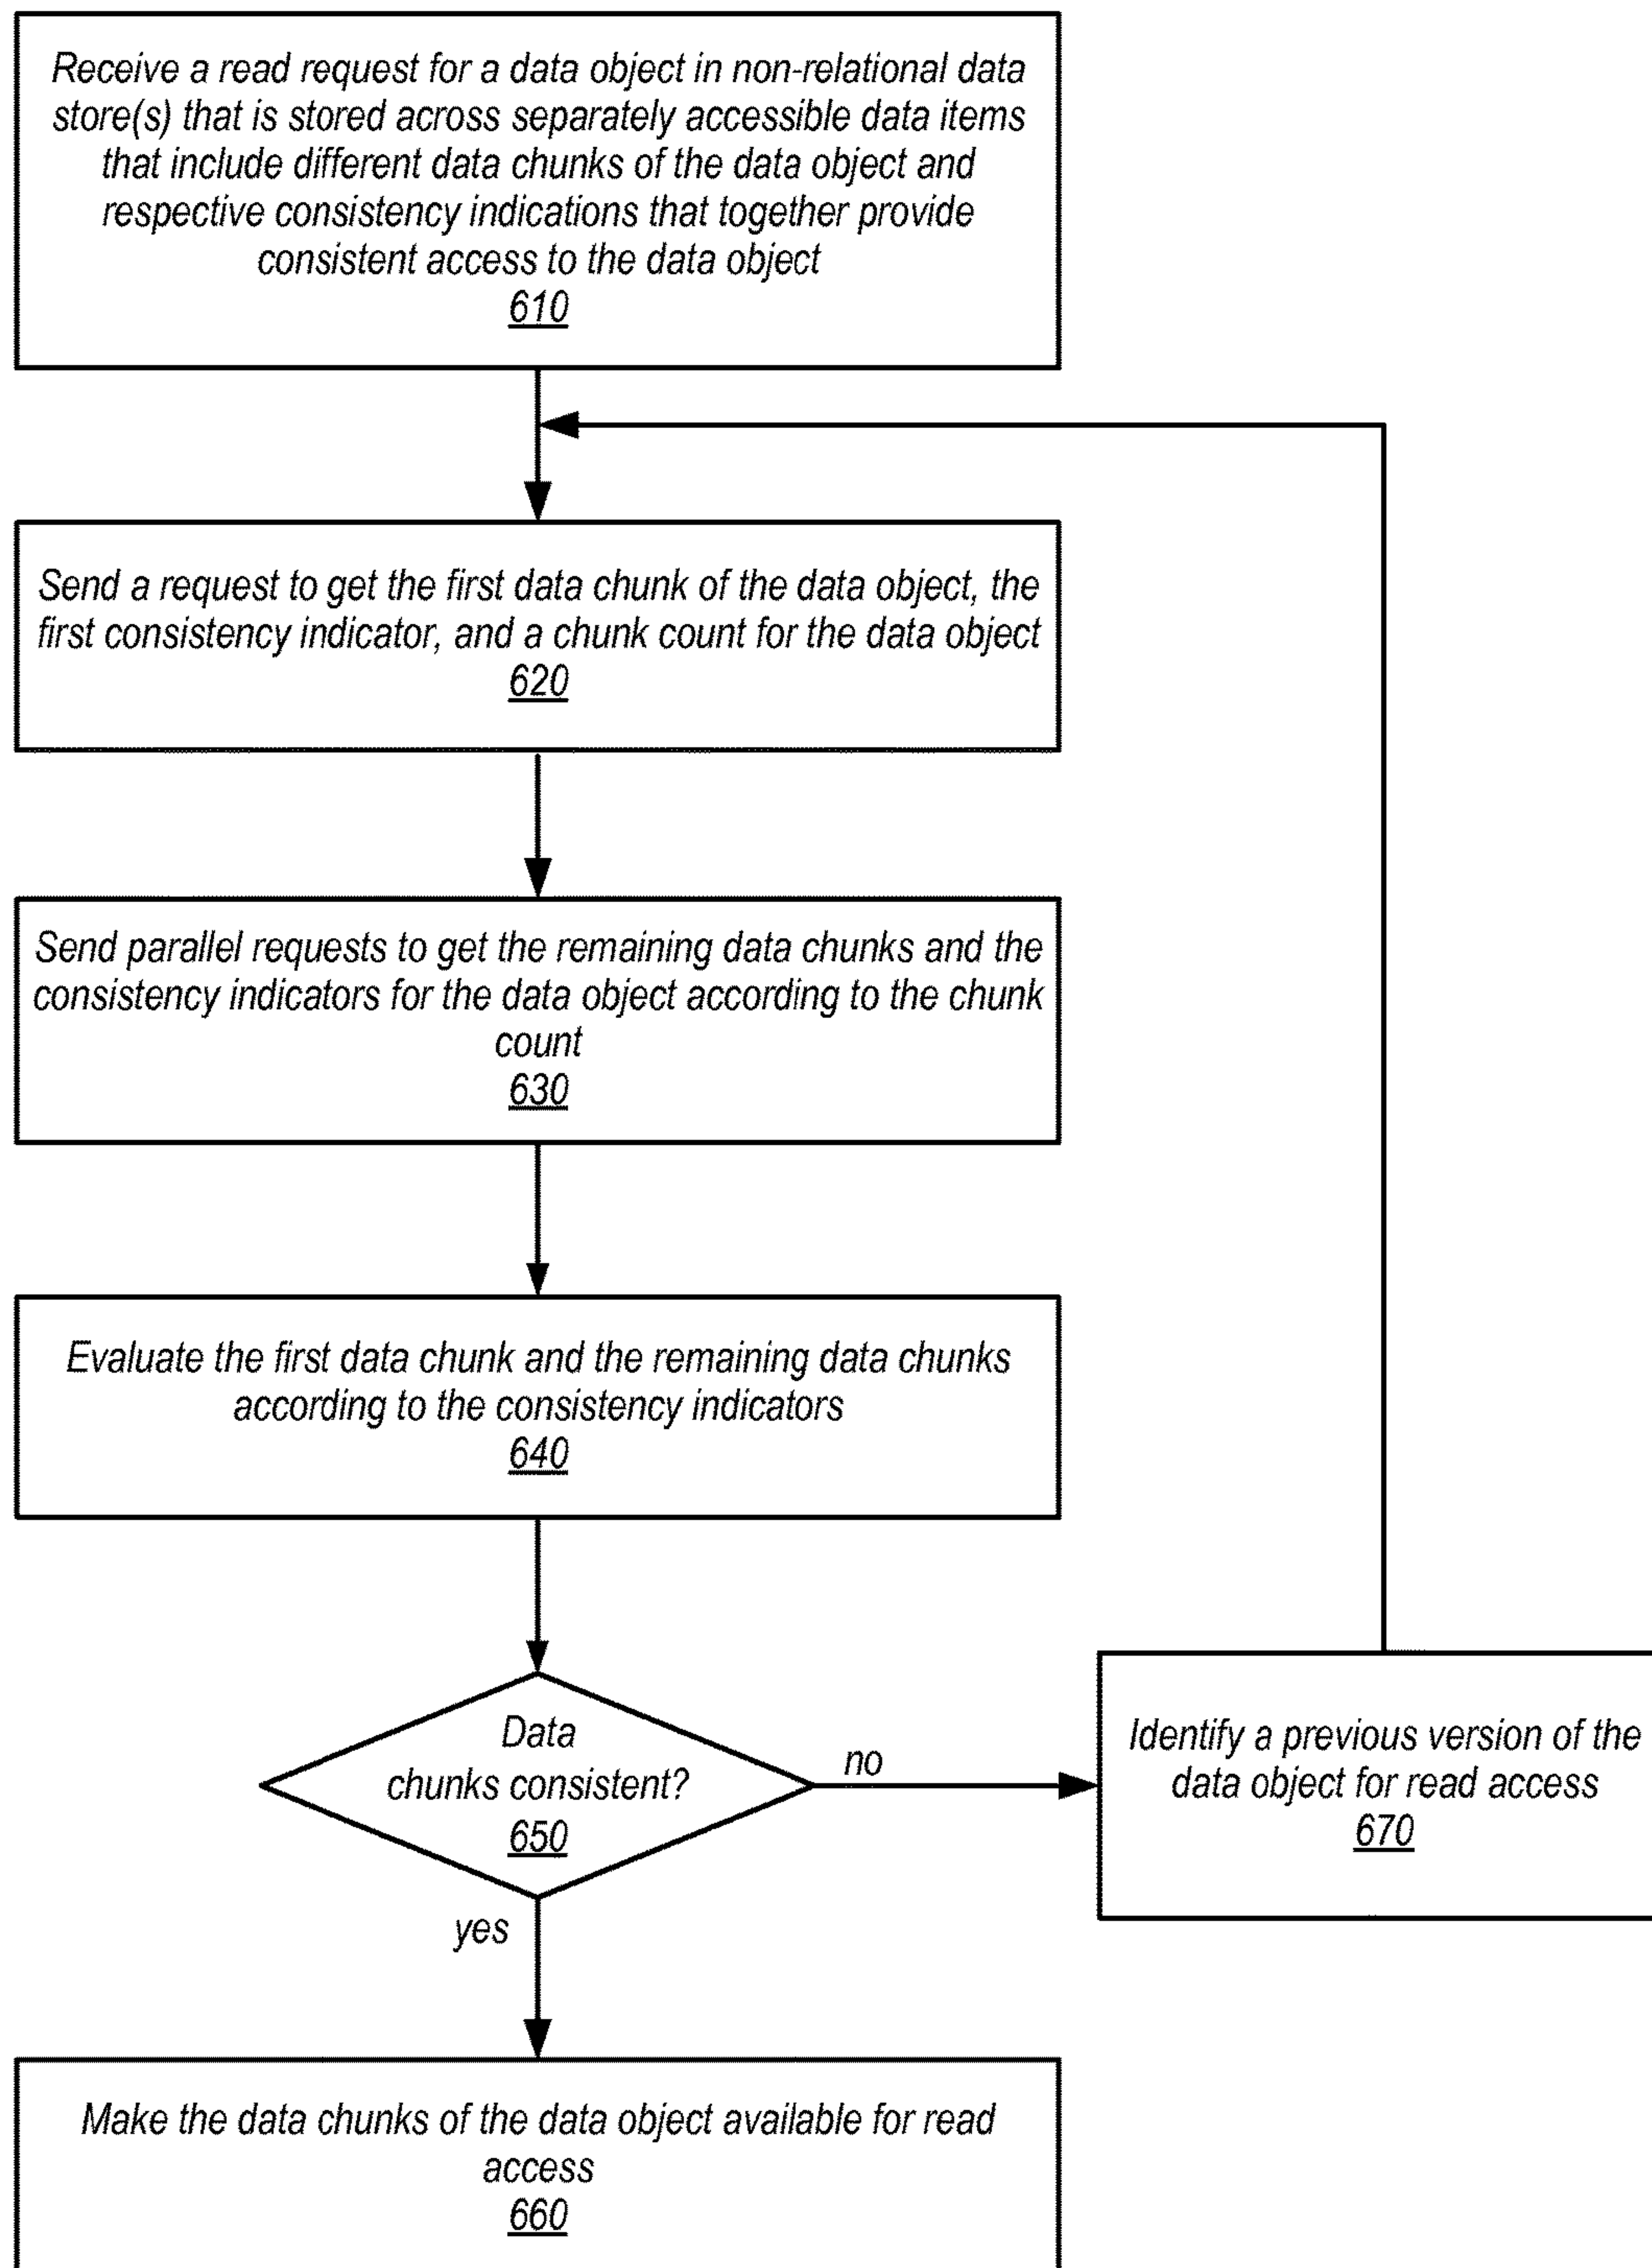 Receive a read request for a data object in non-relational data
store(s) that is stored across separately accessible data items
that include different data chunks of the data object and
respective consistency indications that together provide
consistent access to the data object
610
Send a request to get the first data chunk of the data object, the
first consistency indicator, and a chunk count for the data object
620
Send parallel requests to get the remaining data chunks and the
consistency indicators for the data object according to the chunk
count
630
Evaluate the first data chunk and the remaining data chunks
according to the consistency indicators
640
Data
chunks consistent?
650
no
Identify a previous version of the
data object for read access
670
yes
Make the data chunks of the data object available for read
access
660